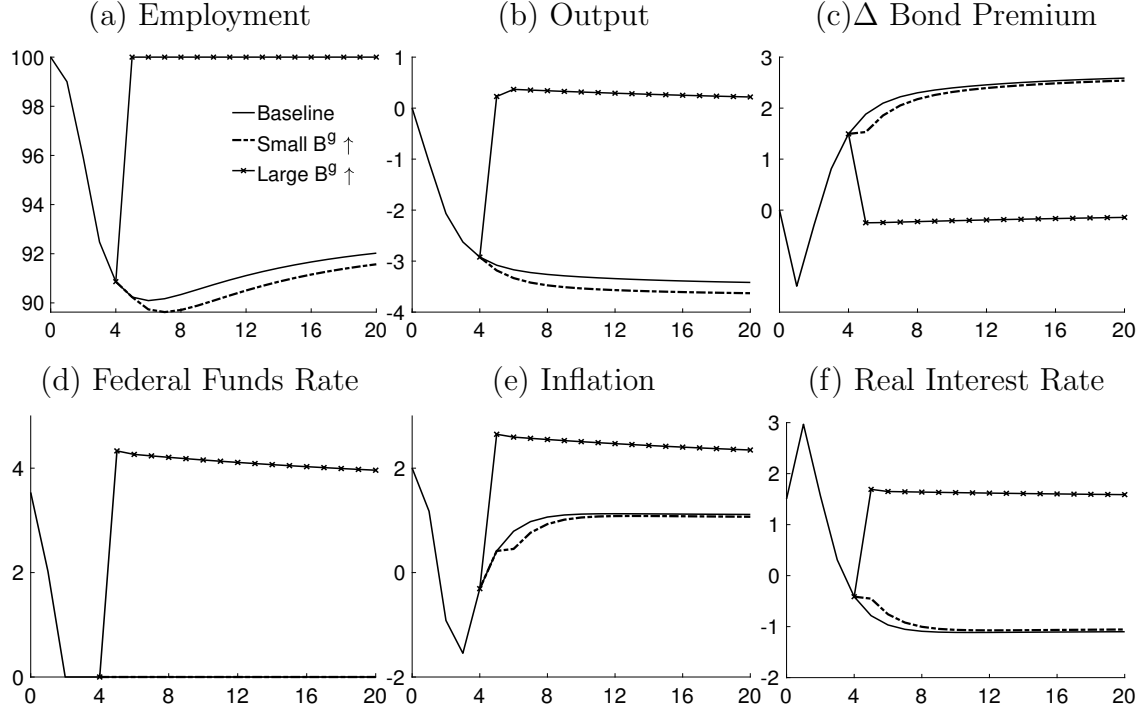 (a) Employment
(b) Output
(c)Δ Bond Premium
100
98
96
94
92
90
Baseline
Small B^g ↑
Large B^g ↑
0 4 8 12 16 20
1
0
-1
-2
-3
-4
0 4 8 12 16 20
3
2
1
0
0 4 8 12 16 20
(d) Federal Funds Rate
(e) Inflation
(f) Real Interest Rate
4
2
0
0 4 8 12 16 20
2
0
-2
0 4 8 12 16 20
3
2
1
0
-1
-2
0 4 8 12 16 20